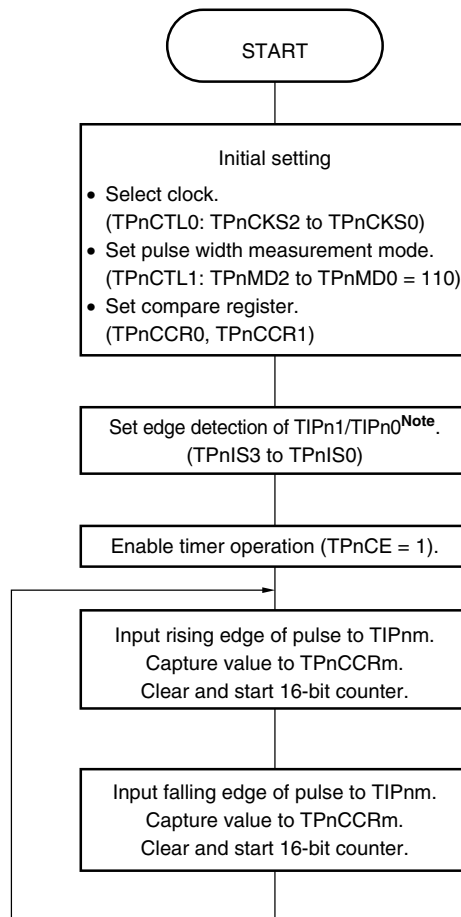 START
Initial setting
• Select clock.
(TPnCTL0: TPnCKS2 to TPnCKS0)
• Set pulse width measurement mode.
(TPnCTL1: TPnMD2 to TPnMD0 = 110)
• Set compare register.
(TPnCCR0, TPnCCR1)
Set edge detection of TIPn1/TIPn0Note.
(TPnIS3 to TPnIS0)
Enable timer operation (TPnCE = 1).
Input rising edge of pulse to TIPnm.
Capture value to TPnCCRm.
Clear and start 16-bit counter.
Input falling edge of pulse to TIPnm.
Capture value to TPnCCRm.
Clear and start 16-bit counter.